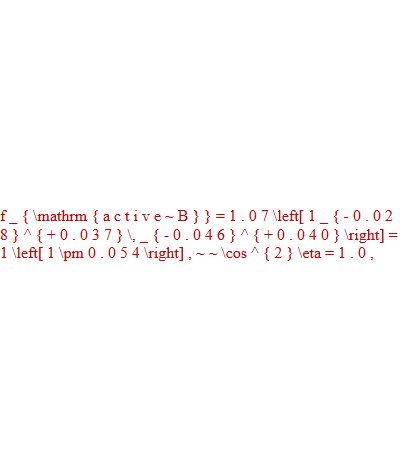 f _ { \mathrm { a c t i v e ~ B } } = 1 . 0 7 \left[ 1 _ { - 0 . 0 2
8 } ^ { + 0 . 0 3 7 } \, _ { - 0 . 0 4 6 } ^ { + 0 . 0 4 0 } \right] =
1 \left[ 1 \pm 0 . 0 5 4 \right] , ~ ~ \cos ^ { 2 } \eta = 1 . 0 ,